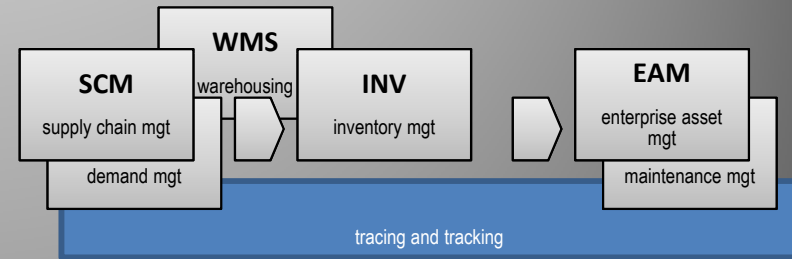 WMS
warehousing
SCM
supply chain mgt
demand mgt
INV
inventory mgt
EAM
enterprise asset
mgt
maintenance mgt
tracing and tracking